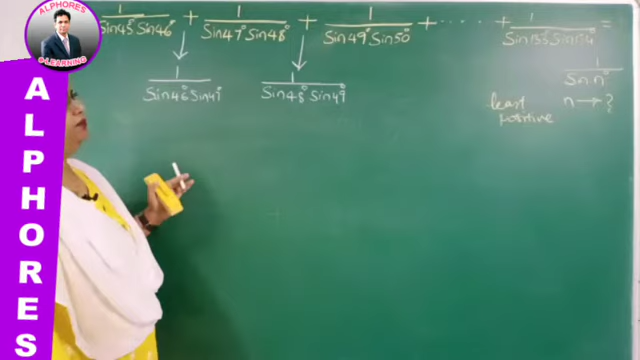 ALPHORES
e-LEARNING
ALPHORES
1/(Sin45° Sin46°) + 1/(Sin47° Sin48°) + 1/(Sin49° Sin50°) + ...... + 1/(Sin133° Sin134°) =
1/(Sin46° Sin47°) 1/(Sin48° Sin49°) 1/(Sin n°)
least n → ?
positive